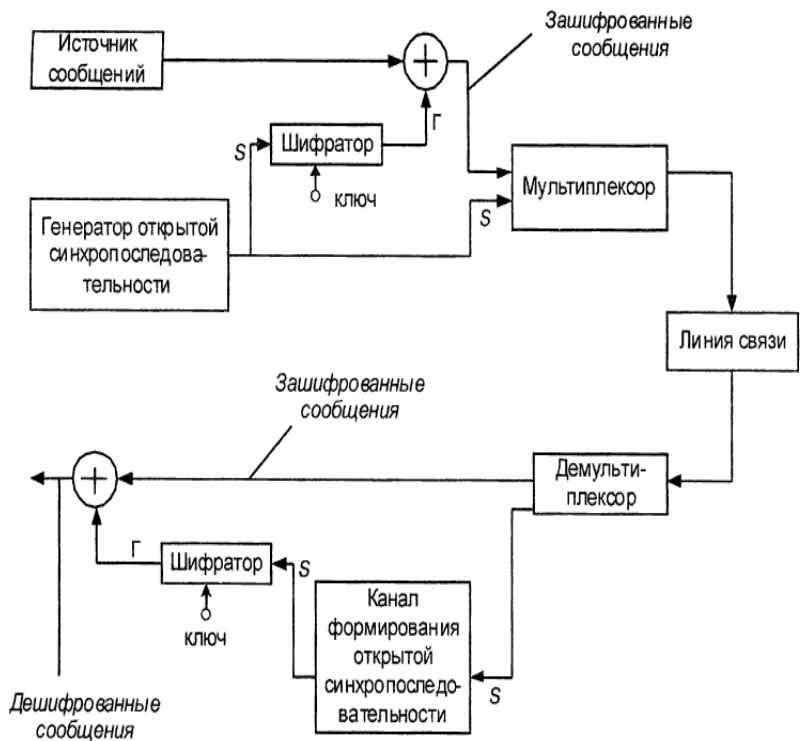 Источник
сообщений
Зашифрованные
сообщения
Г
S
Шифратор
ключ
Мультиплексор
S
Генератор открытой
синхропоследова-
тельности
Линия связи
Зашифрованные
сообщения
Демульти-
плексор
Г
Шифратор
S
ключ
Канал
формирования
открытой
синхропоследо-
вательности
S
Дешифрованные
сообщения